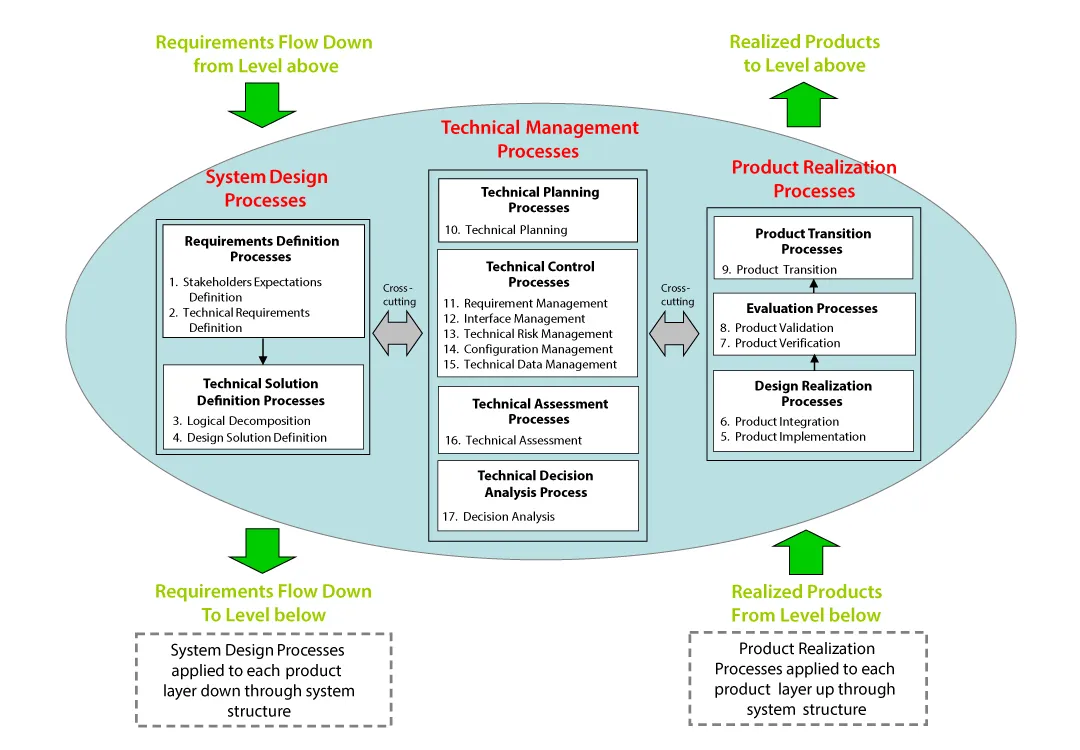 Requirements Flow Down
from Level above
Realized Products
to Level above
Technical Management
Processes
System Design
Processes
Product Realization
Processes
Requirements Definition
Processes
1. Stakeholders Expectations
Definition
2. Technical Requirements
Definition
Technical Solution
Definition Processes
3. Logical Decomposition
4. Design Solution Definition
Cross-
cutting
Technical Planning
Processes
10. Technical Planning
Technical Control
Processes
11. Requirement Management
12. Interface Management
13. Technical Risk Management
14. Configuration Management
15. Technical Data Management
Technical Assessment
Processes
16. Technical Assessment
Technical Decision
Analysis Process
17. Decision Analysis
Cross-
cutting
Product Transition
Processes
9. Product Transition
Evaluation Processes
8. Product Validation
7. Product Verification
Design Realization
Processes
6. Product Integration
5. Product Implementation
Requirements Flow Down
To Level below
System Design Processes
applied to each product
layer down through system
structure
Realized Products
From Level below
Product Realization
Processes applied to each
product layer up through
system structure